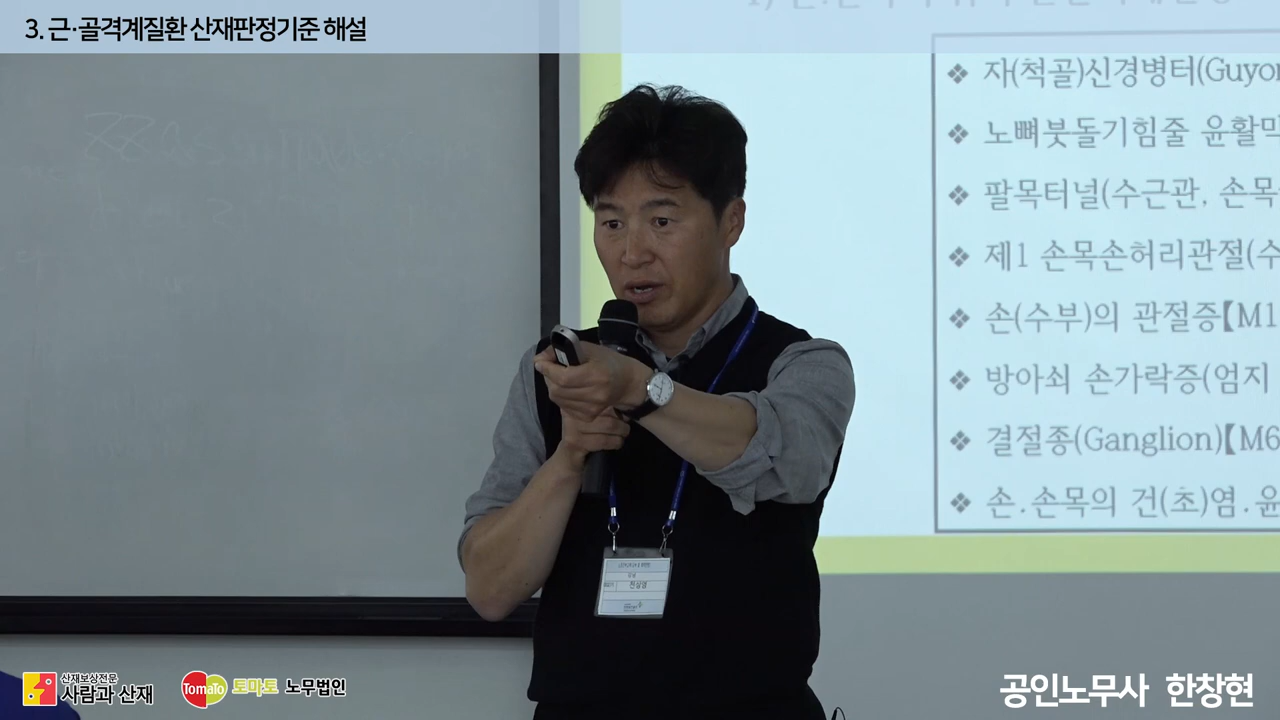 3. 근·골격계질환 산재판정기준 해설
❖ 자(척골)신경병터(Guyon
❖ 노뼈붓돌기힘줄 윤활막
❖ 팔목터널(수근관, 손목
❖ 제1 손목손허리관절(수
❖ 손(수부)의 관절증【M1
❖ 방아쇠 손가락증(엄지
❖ 결절종(Ganglion)【M6
❖ 손.손목의 건(초)염.윤
전상영
산재보상전문
사람과 산재
TomaTo 토마토 노무법인
공인노무사 한창현